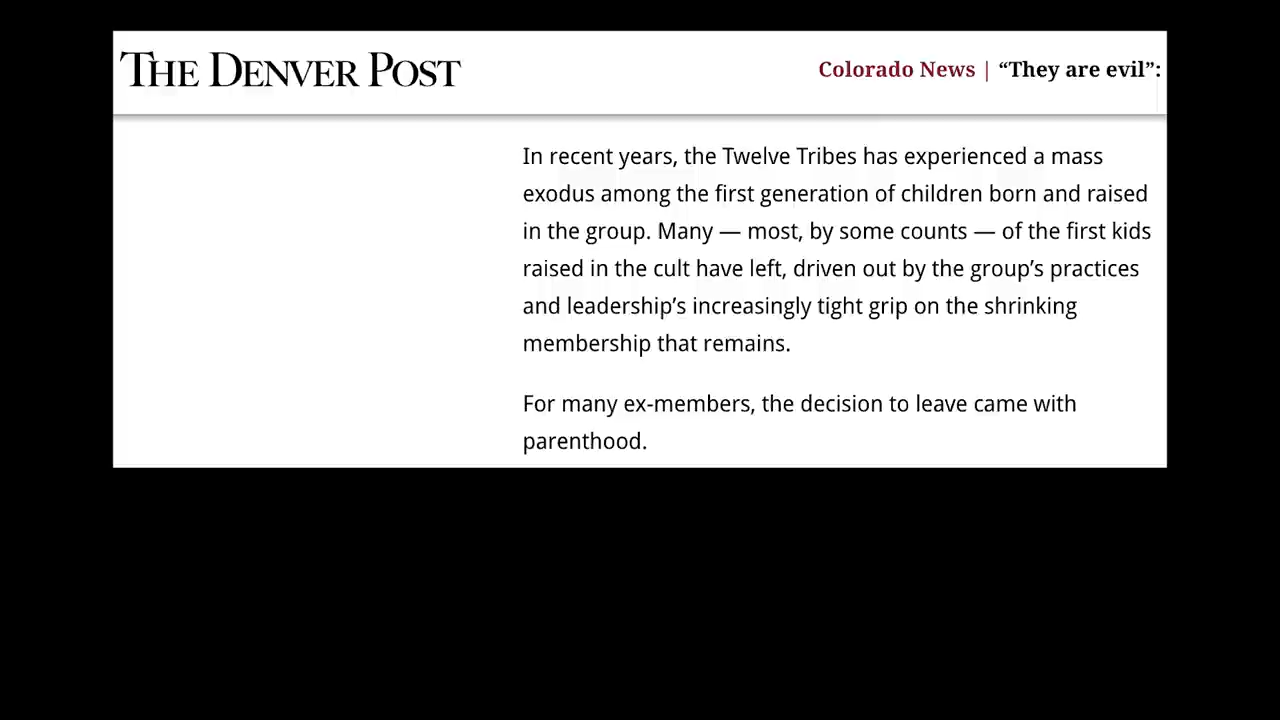 THE DENVER POST
Colorado News | “They are evil”:
In recent years, the Twelve Tribes has experienced a mass
exodus among the first generation of children born and raised
in the group. Many — most, by some counts — of the first kids
raised in the cult have left, driven out by the group’s practices
and leadership’s increasingly tight grip on the shrinking
membership that remains.
For many ex-members, the decision to leave came with
parenthood.